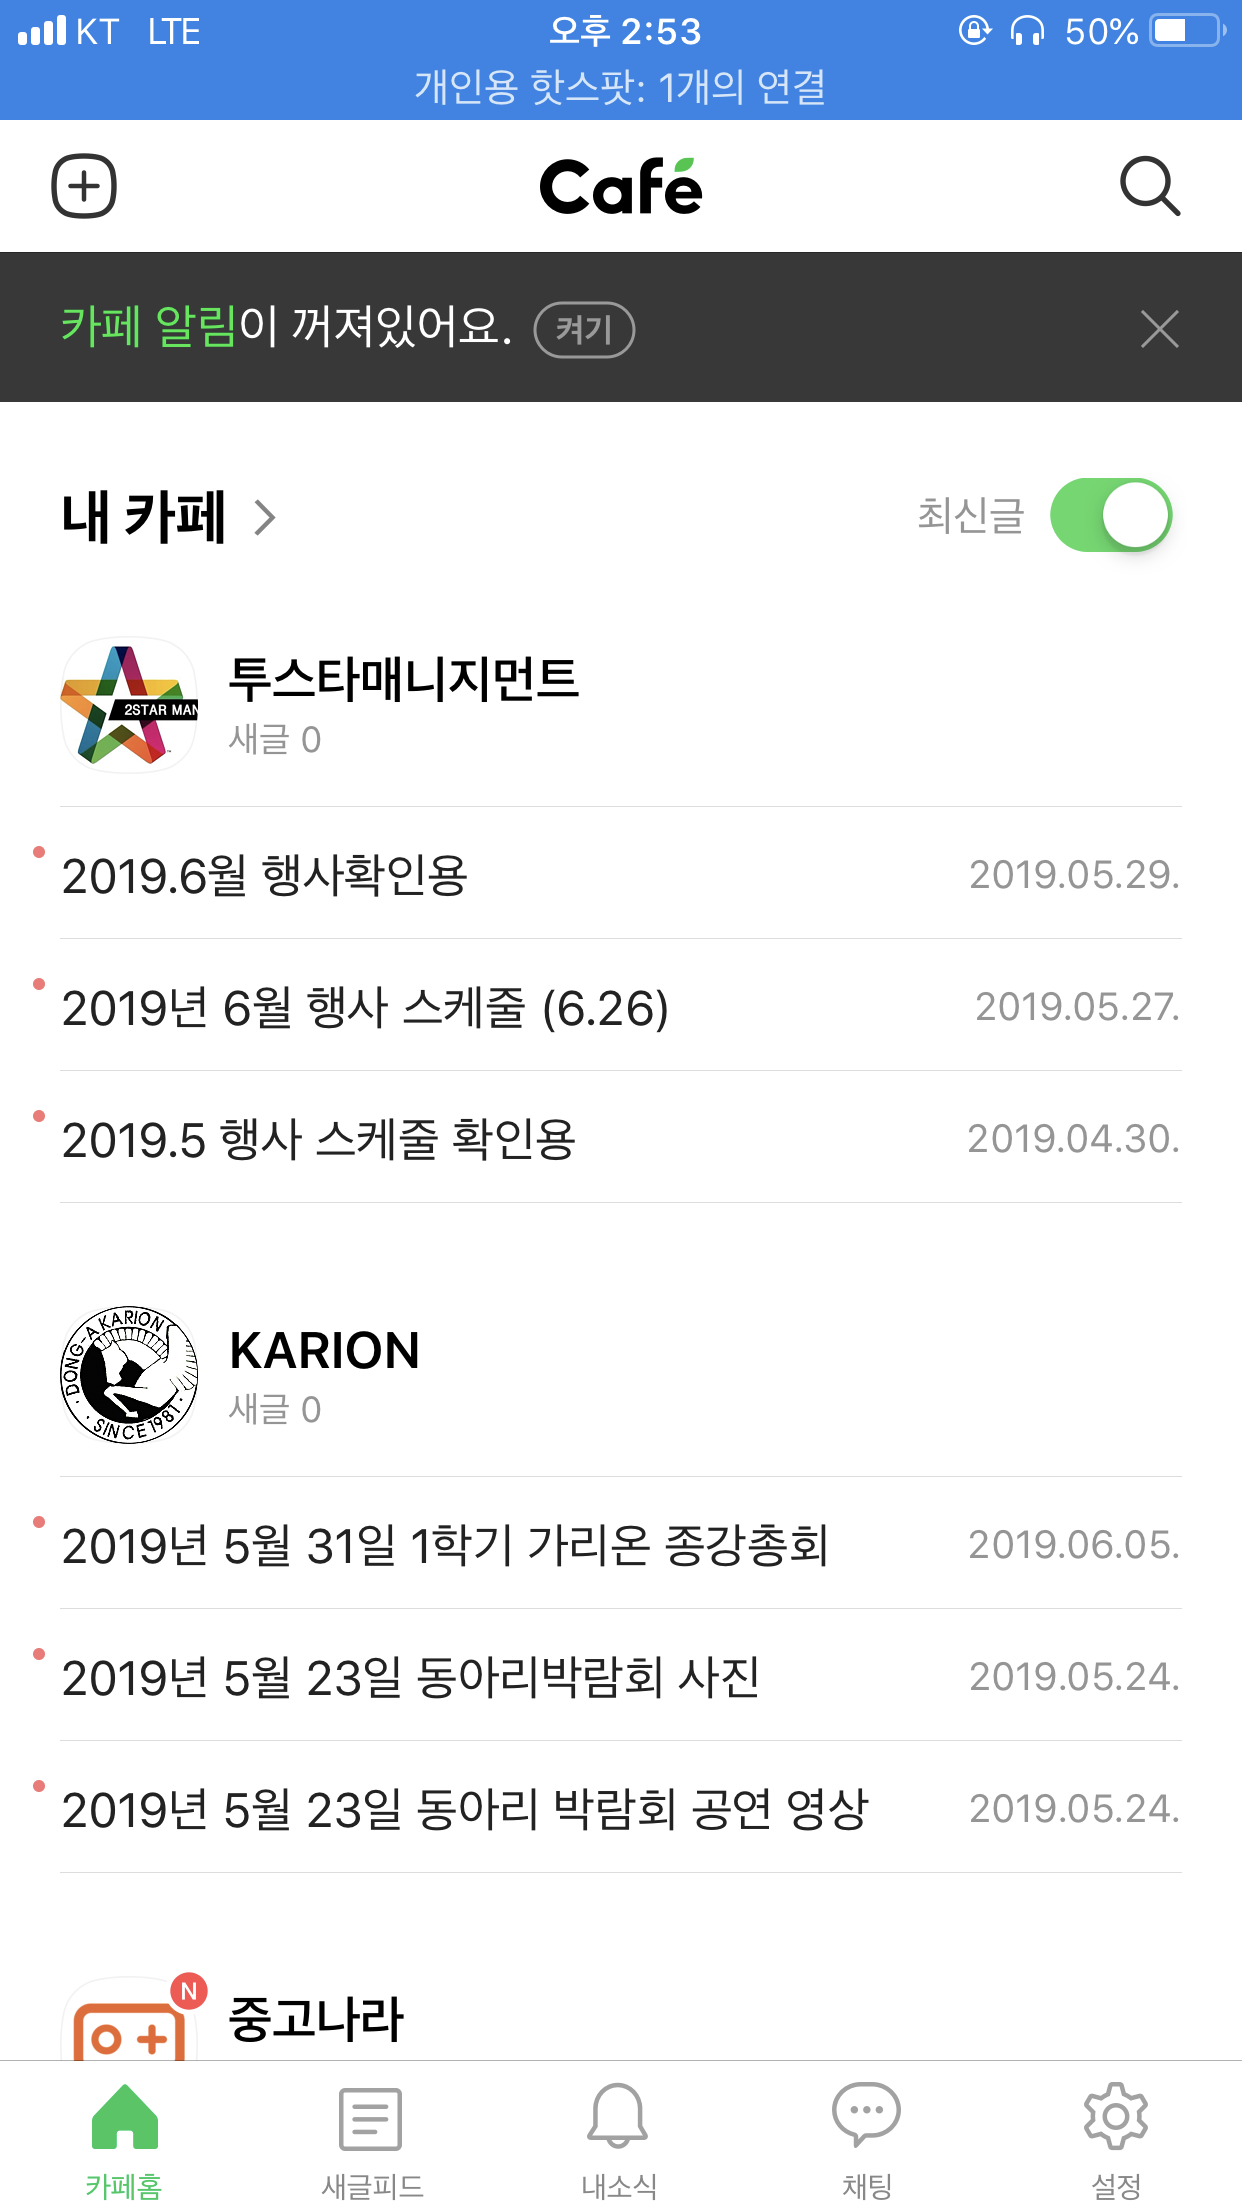 KT LTE 오후 2:53 50%
개인용 핫스팟: 1개의 연결
Café
카페 알림이 꺼져있어요. 켜기
내 카페 최신글
2STAR MAN
투스타매니지먼트
새글 0
2019.6월 행사확인용 2019.05.29.
2019년 6월 행사 스케줄 (6.26) 2019.05.27.
2019.5 행사 스케줄 확인용 2019.04.30.
DONG-A KARION
SINCE 1981
KARION
새글 0
2019년 5월 31일 1학기 가리온 종강총회 2019.06.05.
2019년 5월 23일 동아리박람회 사진 2019.05.24.
2019년 5월 23일 동아리 박람회 공연 영상 2019.05.24.
N
중고나라
카페홈 새글피드 내소식 채팅 설정